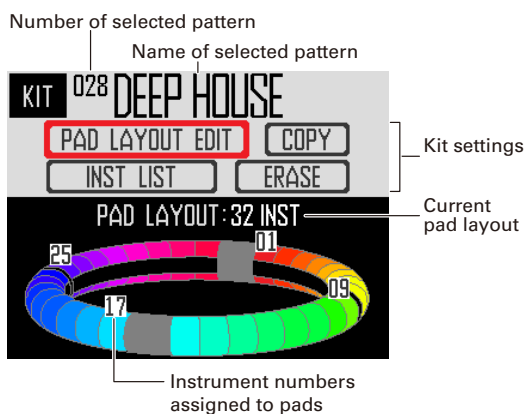 Number of selected pattern
Name of selected pattern
KIT 028 DEEP HOUSE
PAD LAYOUT EDIT COPY
INST LIST ERASE
Kit settings
PAD LAYOUT:32 INST
Current
pad layout
25 01
17 09
Instrument numbers
assigned to pads